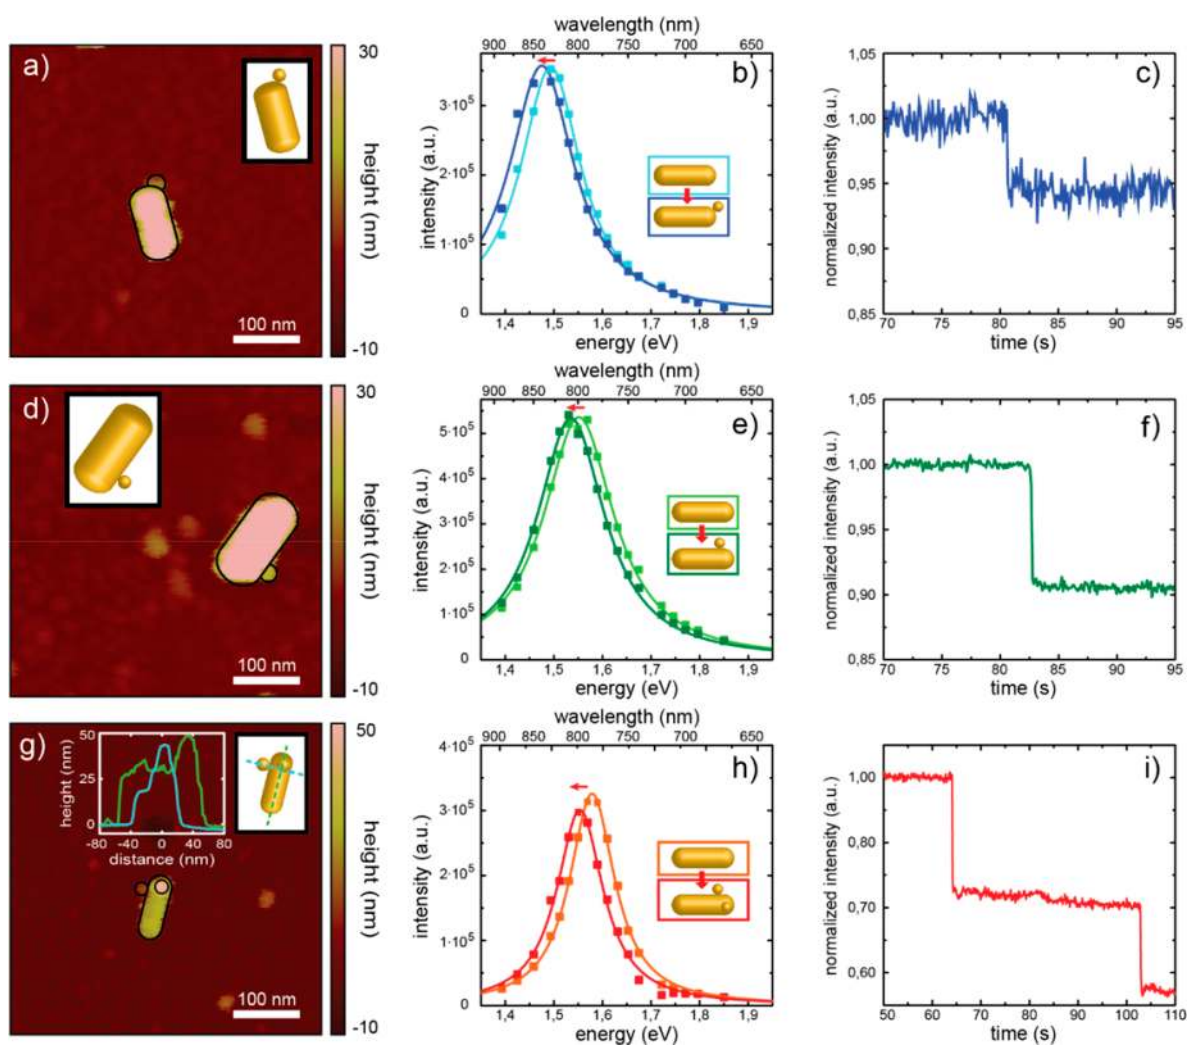 a)
30
height (nm)
-10
100 nm
wavelength (nm)
900 850 800 750 700 650
b)
3·10⁵
2·10⁵
1·10⁵
0
intensity (a.u.)
1,4 1,5 1,6 1,7 1,8 1,9
energy (eV)
c)
1,05
1,00
0,95
0,90
0,85
normalized intensity (a.u.)
70 75 80 85 90 95
time (s)
d)
30
height (nm)
-10
100 nm
wavelength (nm)
900 850 800 750 700 650
e)
5·10⁵
4·10⁵
3·10⁵
2·10⁵
1·10⁵
0
intensity (a.u.)
1,4 1,5 1,6 1,7 1,8 1,9
energy (eV)
f)
1,05
1,00
0,95
0,90
0,85
normalized intensity (a.u.)
70 75 80 85 90 95
time (s)
g)
50
25
0
height (nm)
-80 -40 0 40 80
distance (nm)
50
height (nm)
-10
100 nm
wavelength (nm)
900 850 800 750 700 650
h)
4·10⁵
3·10⁵
2·10⁵
1·10⁵
0
intensity (a.u.)
1,4 1,5 1,6 1,7 1,8 1,9
energy (eV)
i)
1,00
0,90
0,80
0,70
0,60
normalized intensity (a.u.)
50 60 70 80 90 100 110
time (s)